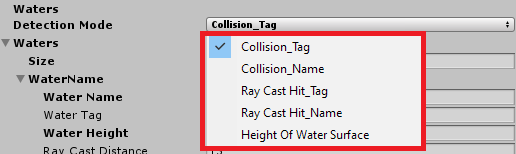 Waters
Detection Mode Collision_Tag
Waters Collision_Tag
Size Collision_Name
WaterName Ray Cast Hit_Tag
Water Name Ray Cast Hit_Name
Water Tag
Water Height Height Of Water Surface
Ray Cast Distance